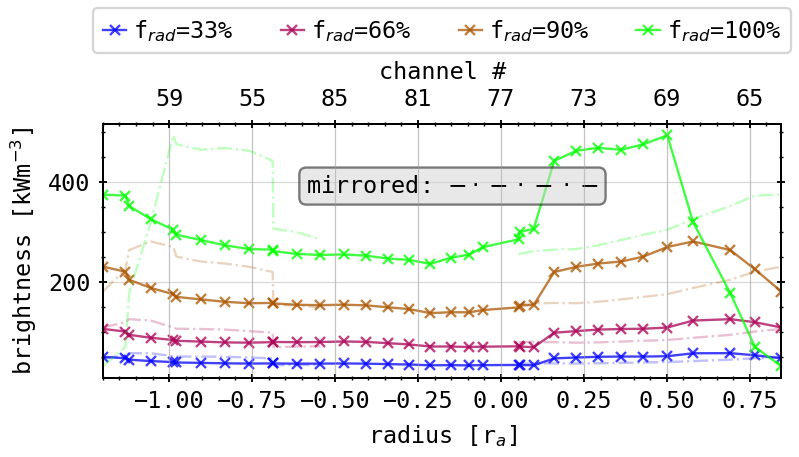 f_rad=33% f_rad=66% f_rad=90% f_rad=100%
channel #
59 55 85 81 77 73 69 65
brightness [kWm⁻³]
400
200
mirrored: — · — · — · —
−1.00 −0.75 −0.50 −0.25 0.00 0.25 0.50 0.75
radius [r_a]